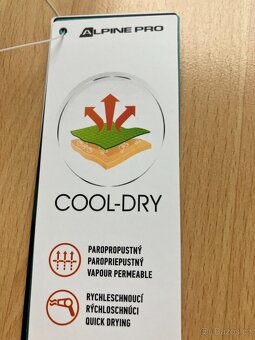 ALPINE PRO
COOL-DRY
PAROPROPUSTNÝ
PAROPRIEPUSTNÝ
VAPOUR PERMEABLE
RYCHLESCHNOUCÍ
RÝCHLOSCHNÚCI
QUICK DRYING